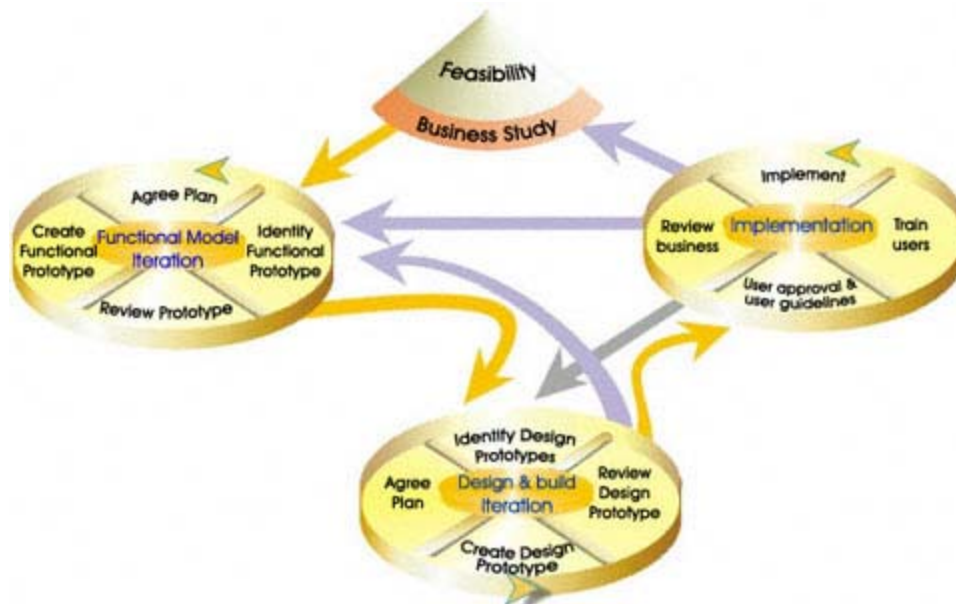 Feasibility
Business Study
Agree Plan
Create
Functional
Prototype
Functional Model
Iteration
Identify
Functional
Prototype
Review Prototype
Implement
Review
business
Implementation
Train
users
User approval &
user guidelines
Identify Design
Prototypes
Agree
Plan
Design & build
Iteration
Review
Design
Prototype
Create Design
Prototype